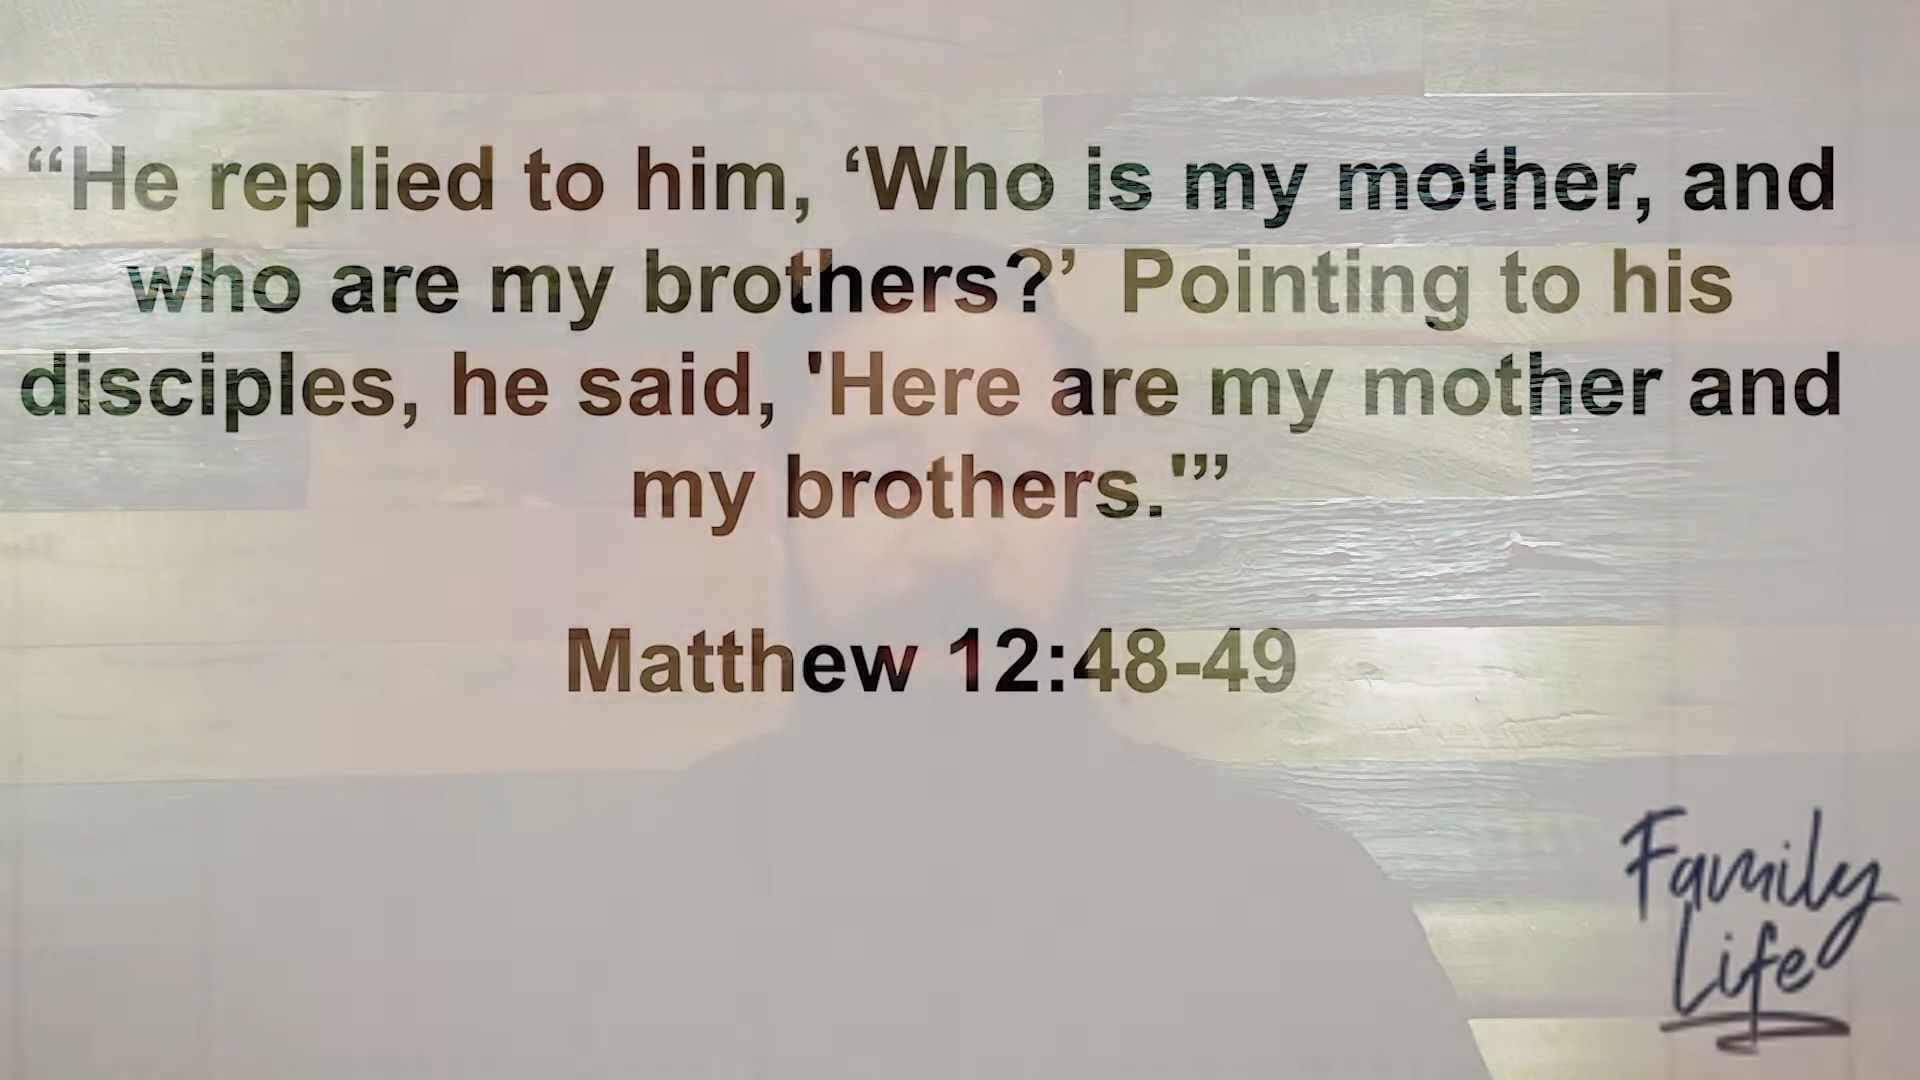 “He replied to him, ‘Who is my mother, and
who are my brothers?’ Pointing to his
disciples, he said, 'Here are my mother and
my brothers.'”
Matthew 12:48-49
Family
Life